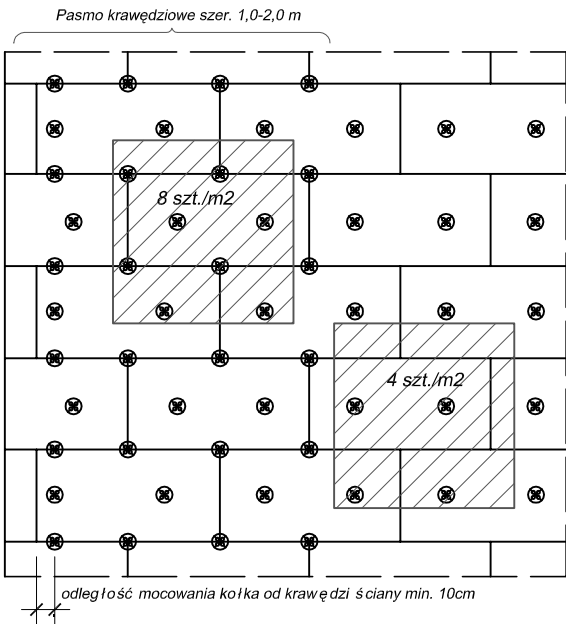 Pasmo krawędziowe szer. 1,0-2,0 m
8 szt./m2
4 szt./m2
odległość mocowania kołka od krawędzi ściany min. 10cm